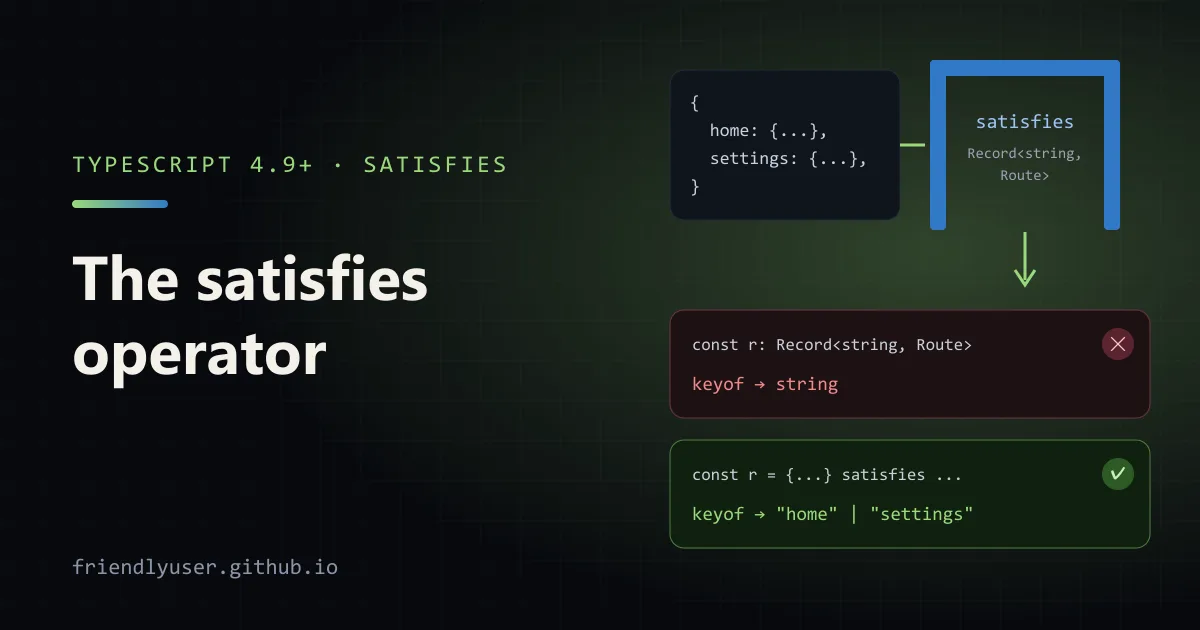 TYPESCRIPT 4.9+ · SATISFIES
The satisfies
operator
friendlyuser.github.io
{
  home: {...},
  settings: {...},
}
satisfies
Record<string,
Route>
const r: Record<string, Route>
keyof → string
const r = {...} satisfies ...
keyof → "home" | "settings"